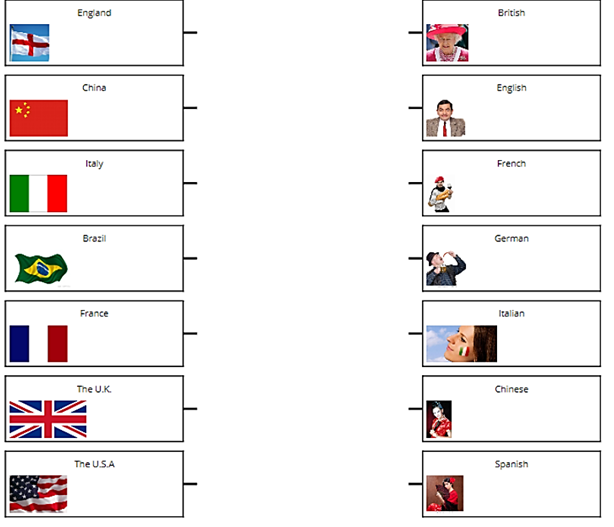 England
British
China
English
Italy
French
Brazil
German
France
Italian
The U.K.
Chinese
The U.S.A
Spanish